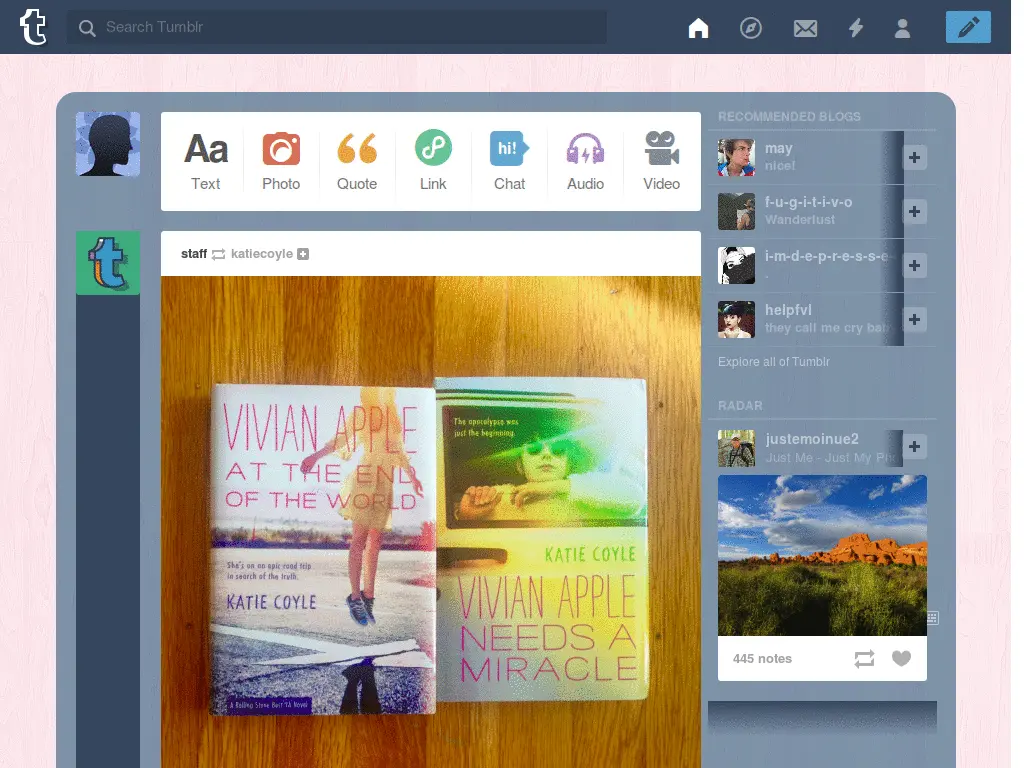 t
Search Tumblr
Aa
hi!
Text
Photo
Quote
Link
Chat
Audio
Video
staff katiecoyle
VIVIAN APPLE
AT THE END
OF THE WORLD
She's on an epic road trip
in search of the truth.
KATIE COYLE
A Rolling Stone Best YA Novel
The apocalypse was
just the beginning.
KATIE COYLE
VIVIAN APPLE
NEEDS A
MIRACLE
RECOMMENDED BLOGS
may
nice!
f-u-g-i-t-i-v-o
Wanderlust
i-m-d-e-p-r-e-s-s-e-
helpfvl
they call me cry bab
Explore all of Tumblr
RADAR
justemoinue2
Just Me - Just My Pho
445 notes